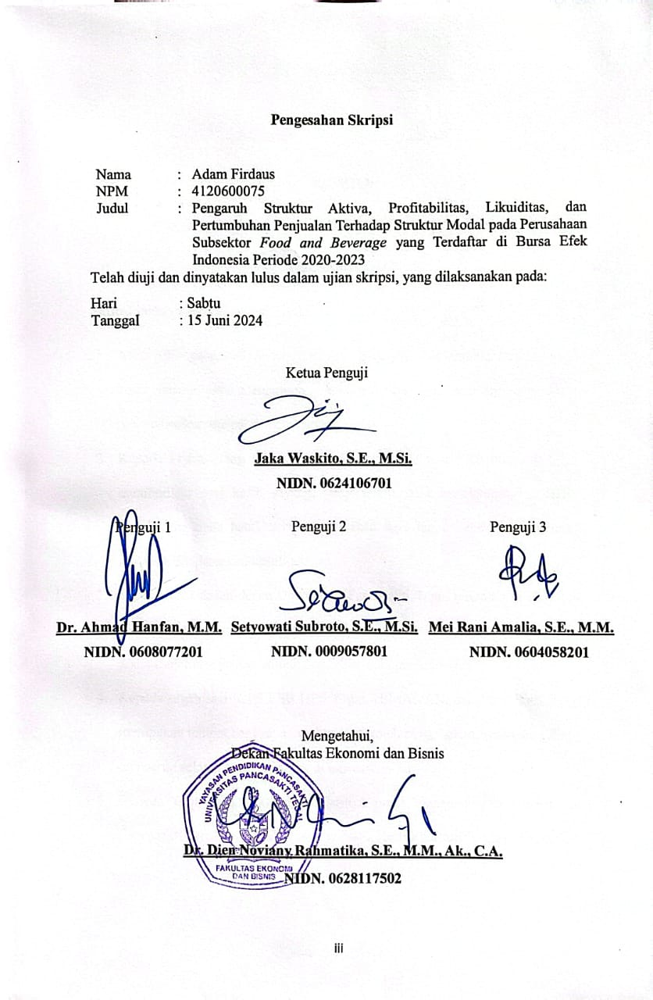 Pengesahan Skripsi
Nama : Adam Firdaus
NPM : 4120600075
Judul : Pengaruh Struktur Aktiva, Profitabilitas, Likuiditas, dan
Pertumbuhan Penjualan Terhadap Struktur Modal pada Perusahaan
Subsektor Food and Beverage yang Terdaftar di Bursa Efek
Indonesia Periode 2020-2023
Telah diuji dan dinyatakan lulus dalam ujian skripsi, yang dilaksanakan pada:
Hari : Sabtu
Tanggal : 15 Juni 2024
Ketua Penguji
Jaka Waskito, S.E., M.Si.
NIDN. 0624106701
Penguji 1 Penguji 2 Penguji 3
Dr. Ahmad Hanfan, M.M. Setyowati Subroto, S.E., M.Si. Mei Rani Amalia, S.E., M.M.
NIDN. 0608077201 NIDN. 0009057801 NIDN. 0604058201
Mengetahui,
Dekan Fakultas Ekonomi dan Bisnis
YAYASAN PENDIDIKAN PANCASAKTI
UNIVERSITAS PANCASAKTI TEGAL
Dr. Dien Noviany Rahmatika, S.E., M.M., Ak., C.A.
FAKULTAS EKONOMI
DAN BISNIS
NIDN. 0628117502
iii